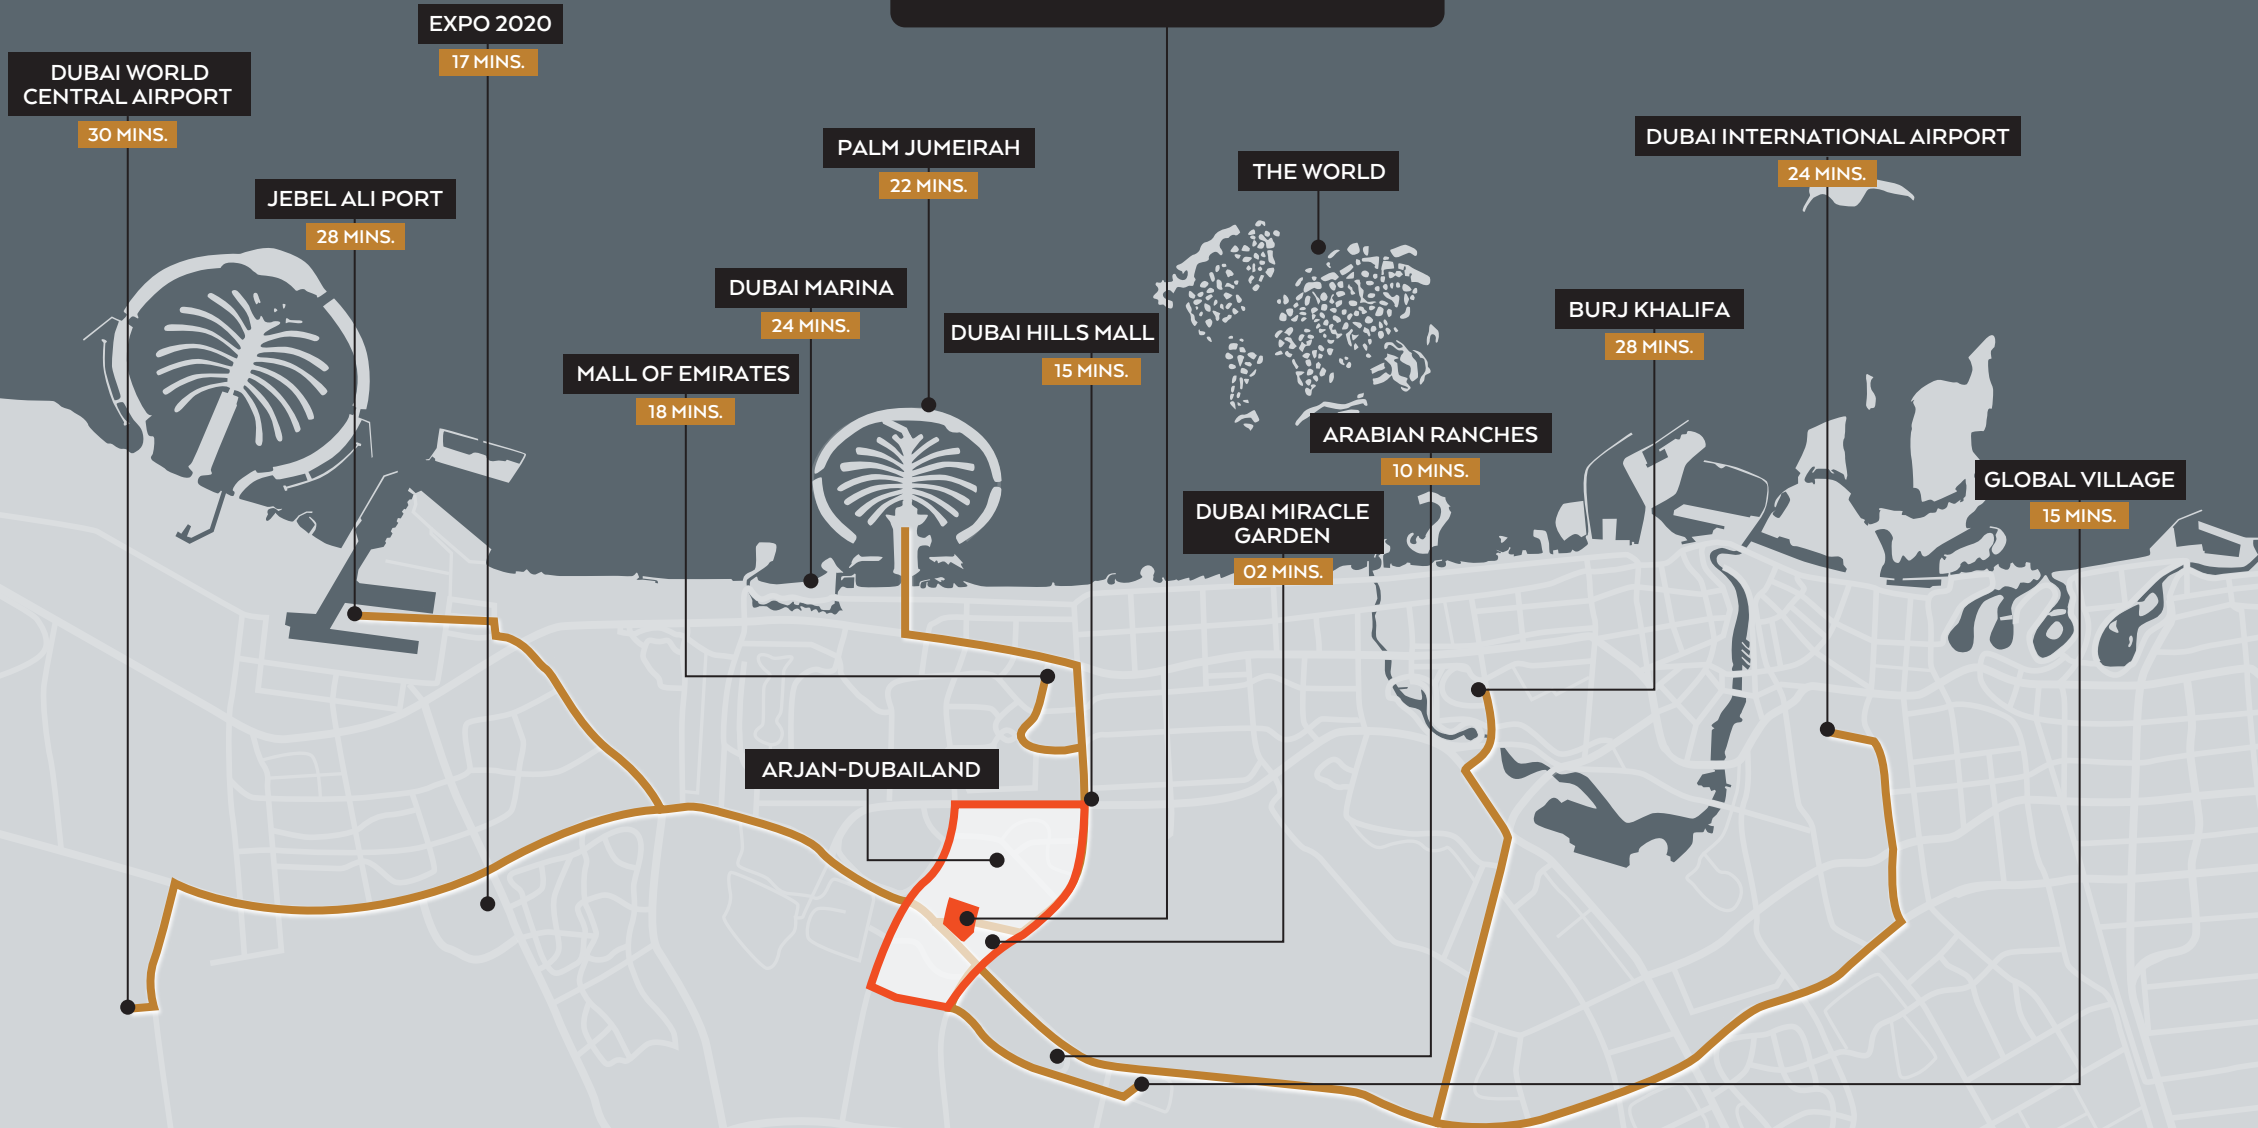 EXPO 2020
17 MINS.
DUBAI WORLD
CENTRAL AIRPORT
30 MINS.
JEBEL ALI PORT
28 MINS.
PALM JUMEIRAH
22 MINS.
THE WORLD
DUBAI INTERNATIONAL AIRPORT
24 MINS.
DUBAI MARINA
24 MINS.
DUBAI HILLS MALL
15 MINS.
BURJ KHALIFA
28 MINS.
MALL OF EMIRATES
18 MINS.
ARABIAN RANCHES
10 MINS.
GLOBAL VILLAGE
15 MINS.
DUBAI MIRACLE
GARDEN
02 MINS.
ARJAN-DUBAILAND